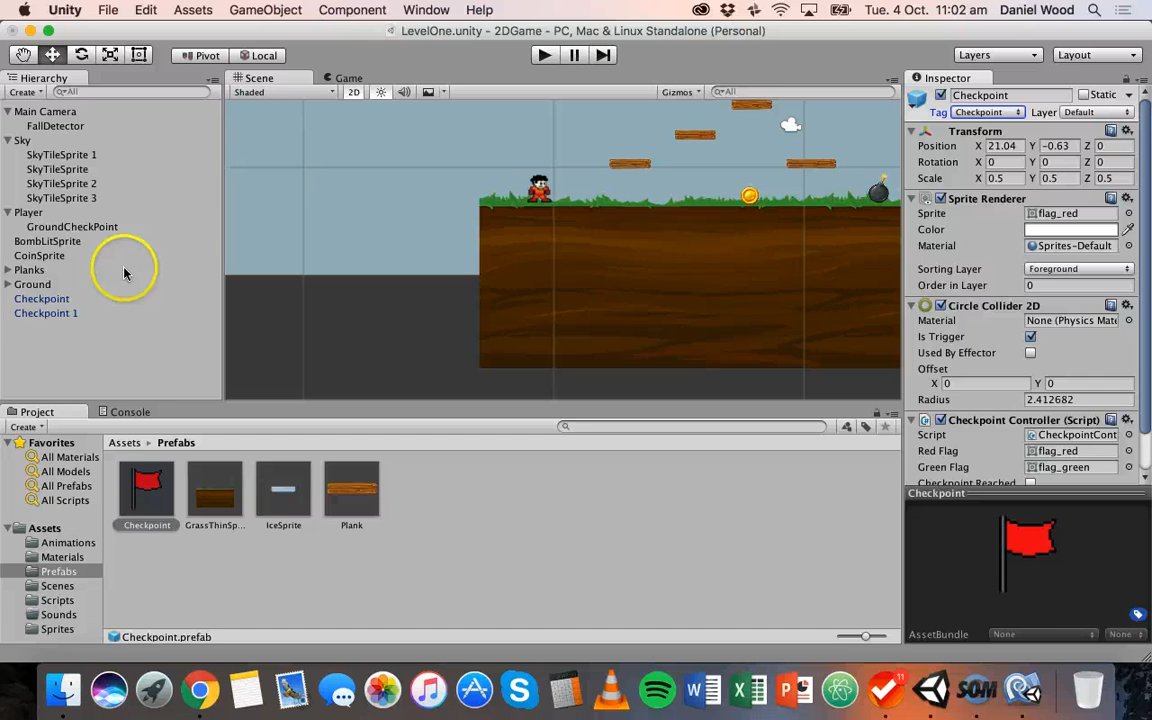 Unity File Edit Assets GameObject Component Window Help Tue. 4 Oct. 11:02 am Daniel Wood
LevelOne.unity - 2DGame - PC, Mac & Linux Standalone (Personal)
Pivot Local Layers Layout
Hierarchy
Create All
Main Camera
FallDetector
Sky
SkyTileSprite 1
SkyTileSprite
SkyTileSprite 2
SkyTileSprite 3
Player
GroundCheckPoint
BombLitSprite
CoinSprite
Planks
Ground
Checkpoint
Checkpoint 1
Scene Game
Shaded 2D Gizmos All
Inspector
Checkpoint Static
Tag Checkpoint Layer Default
Transform
Position X 21.04 Y -0.63 Z 0
Rotation X 0 Y 0 Z 0
Scale X 0.5 Y 0.5 Z 0.5
Sprite Renderer
Sprite flag_red
Color
Material Sprites-Default
Sorting Layer Foreground
Order in Layer 0
Circle Collider 2D
Material None (Physics Mate
Is Trigger
Used By Effector
Offset
X 0 Y 0
Radius 2.412682
Checkpoint Controller (Script)
Script CheckpointCont
Red Flag flag_red
Green Flag flag_green
Checkpoint Reached
Checkpoint
AssetBundle None None
Project Console
Create
Favorites
All Materials
All Models
All Prefabs
All Scripts
Assets
Animations
Materials
Prefabs
Scenes
Scripts
Sounds
Sprites
Assets Prefabs
Checkpoint GrassThinSp... IceSprite Plank
Checkpoint.prefab
11
SOM